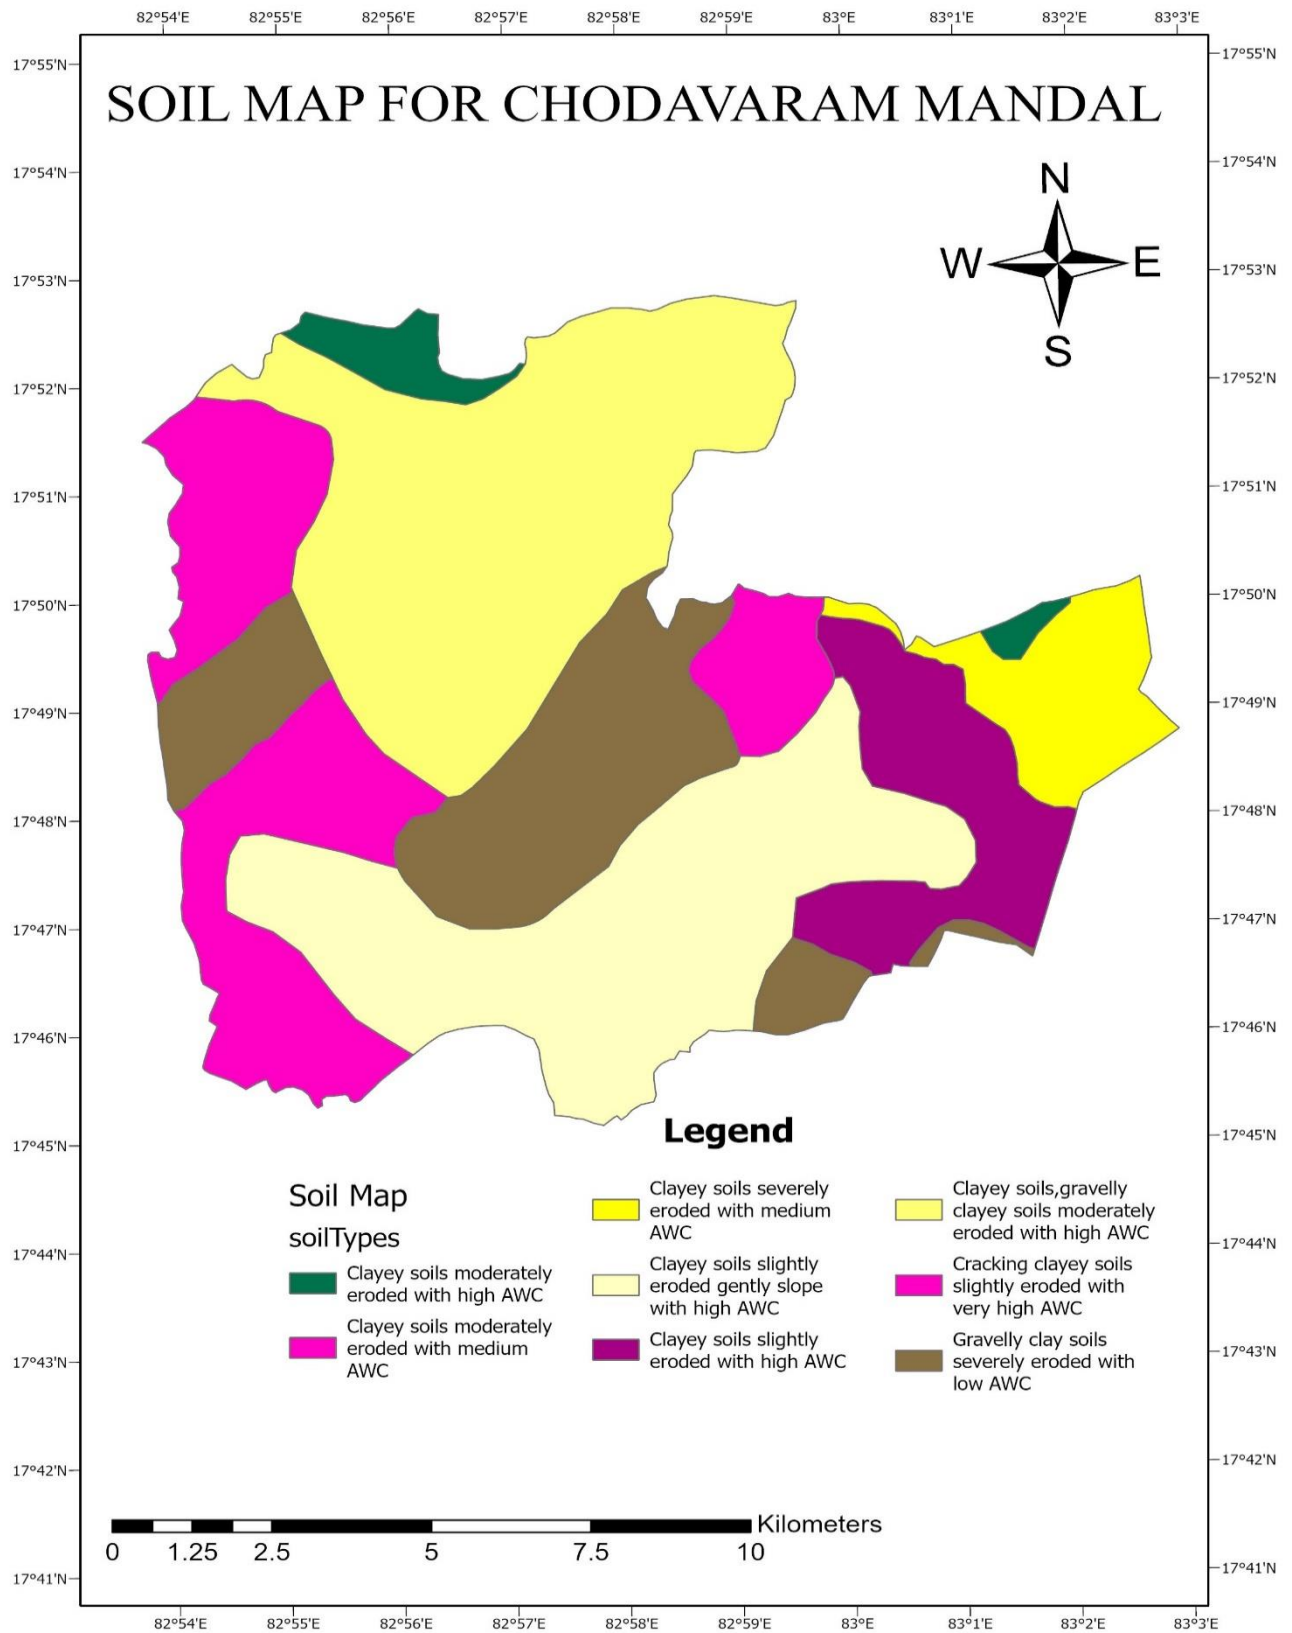 82°54'E 82°55'E 82°56'E 82°57'E 82°58'E 82°59'E 83°E 83°1'E 83°2'E 83°3'E
17°55'N 17°55'N
SOIL MAP FOR CHODAVARAM MANDAL
17°54'N 17°54'N
N
W E
S
17°53'N 17°53'N
17°52'N 17°52'N
17°51'N 17°51'N
17°50'N 17°50'N
17°49'N 17°49'N
17°48'N 17°48'N
17°47'N 17°47'N
17°46'N 17°46'N
17°45'N 17°45'N
Legend
Soil Map
soilTypes
Clayey soils moderately
eroded with high AWC
Clayey soils moderately
eroded with medium
AWC
Clayey soils severely
eroded with medium
AWC
Clayey soils slightly
eroded gently slope
with high AWC
Clayey soils slightly
eroded with high AWC
Clayey soils,gravelly
clayey soils moderately
eroded with high AWC
Cracking clayey soils
slightly eroded with
very high AWC
Gravelly clay soils
severely eroded with
low AWC
17°44'N 17°44'N
17°43'N 17°43'N
17°42'N 17°42'N
Kilometers
0 1.25 2.5 5 7.5 10
17°41'N 17°41'N
82°54'E 82°55'E 82°56'E 82°57'E 82°58'E 82°59'E 83°E 83°1'E 83°2'E 83°3'E